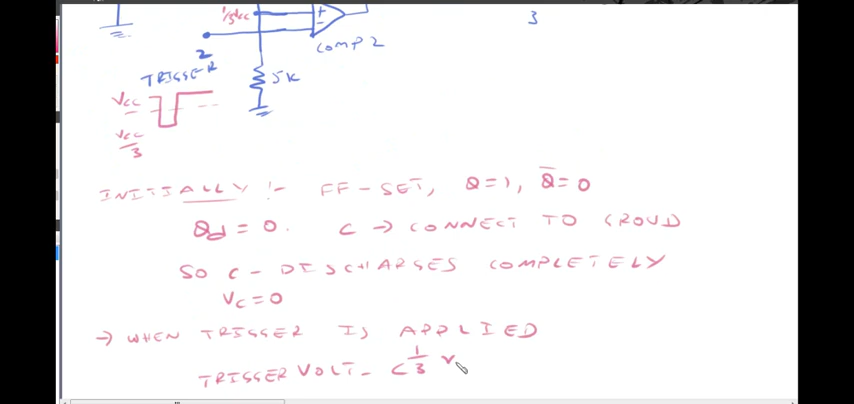 1/3Vcc
+
-
COMP 2
3
2
TRIGGER
5K
Vcc
Vcc/3
INITIALLY :- FF-SET, Q=1, Q̅=0
Qd = 0. C → CONNECT TO GROUD
SO C - DISCHARGES COMPLETELY
Vc=0
→ WHEN TRIGGER IS APPLIED
TRIGGER VOLT - < 1/3 V